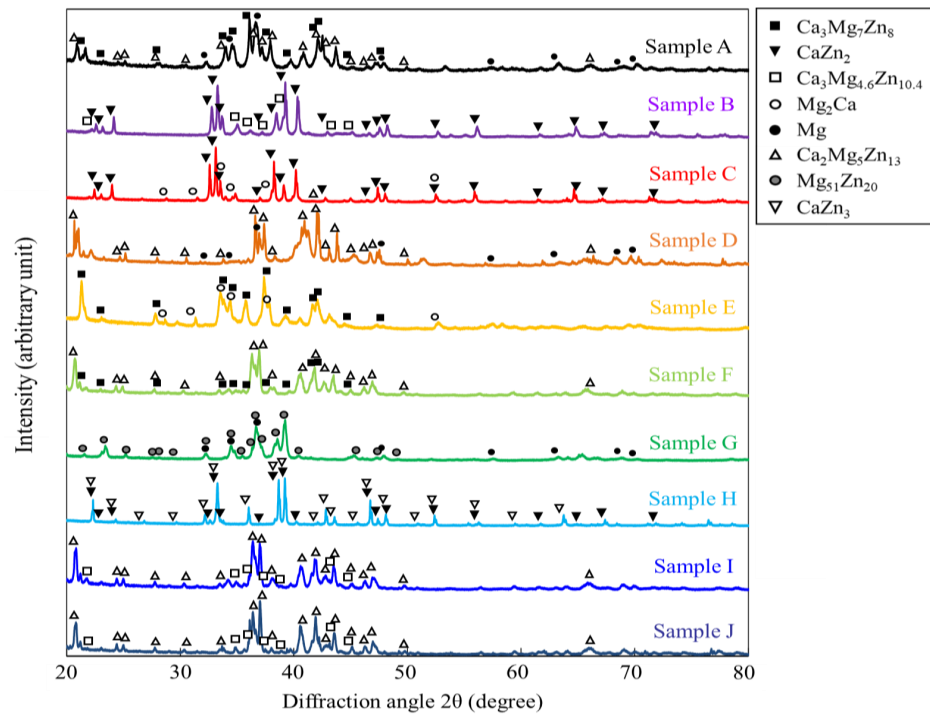 Sample A
Sample B
Sample C
Sample D
Sample E
Sample F
Sample G
Sample H
Sample I
Sample J
Intensity (arbitrary unit)
20 30 40 50 60 70 80
Diffraction angle 2θ (degree)
Ca₃Mg₇Zn₈
CaZn₂
Ca₃Mg₄.₆Zn₁₀.₄
Mg₂Ca
Mg
Ca₂Mg₅Zn₁₃
Mg₅₁Zn₂₀
CaZn₃